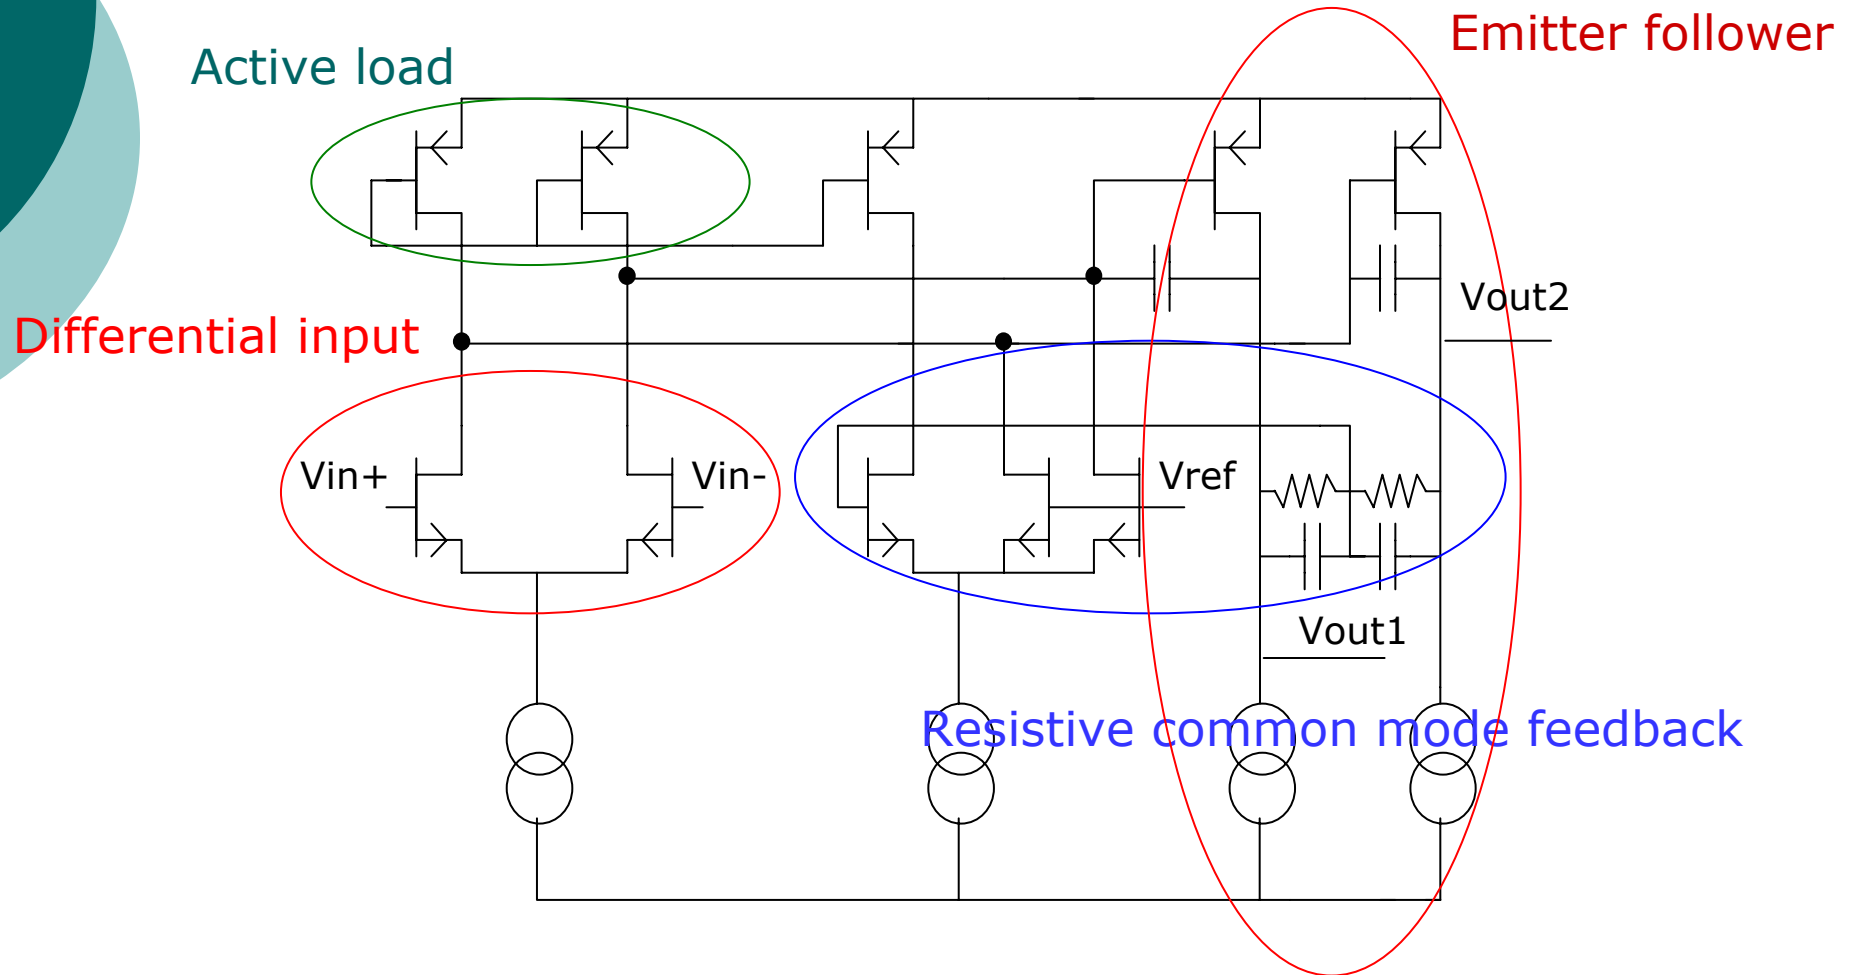 Emitter follower
Active load
Vout2
Differential input
Vin+
Vin-
Vref
Vout1
Resistive common mode feedback